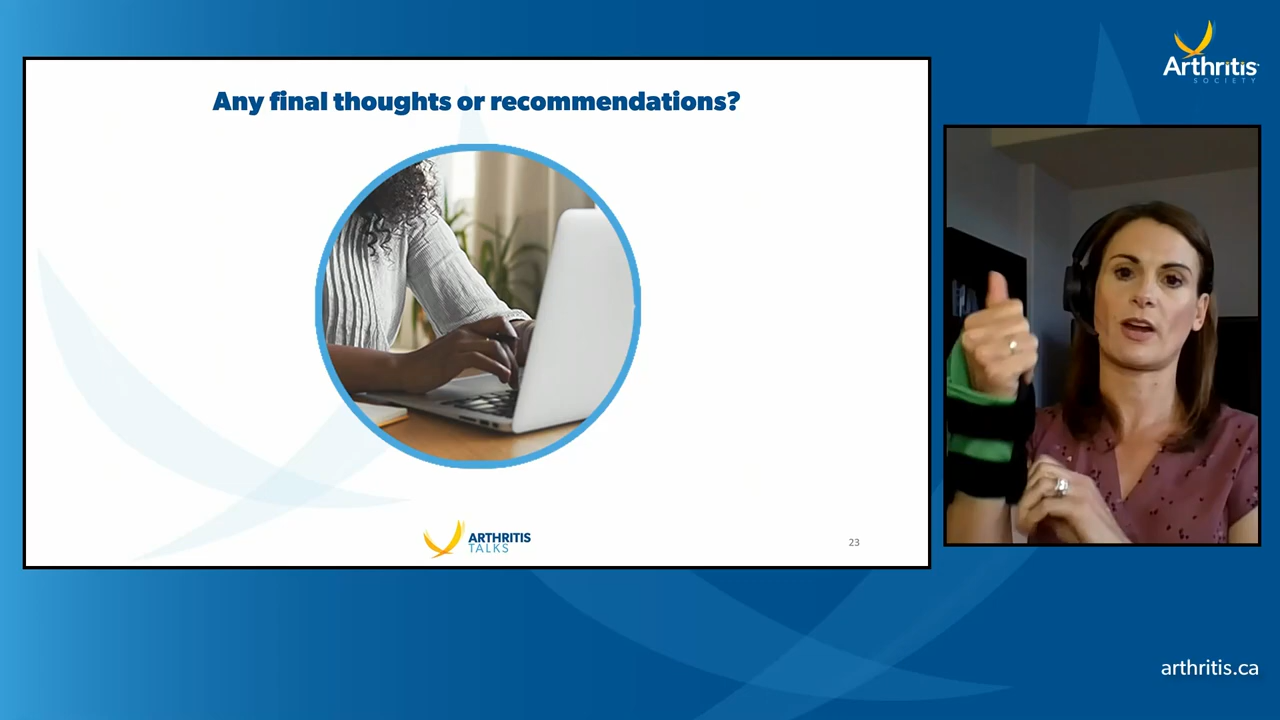 Any final thoughts or recommendations?
ARTHRITIS
TALKS
23
Arthritis
SOCIETY
arthritis.ca